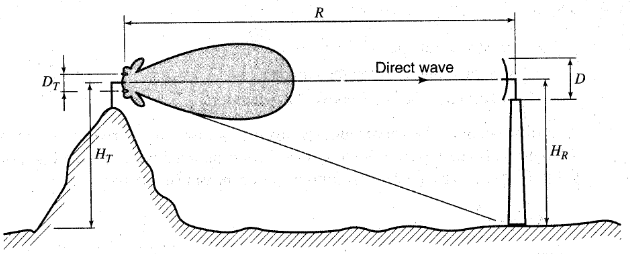 R
Direct wave
D_T
D
H_T
H_R